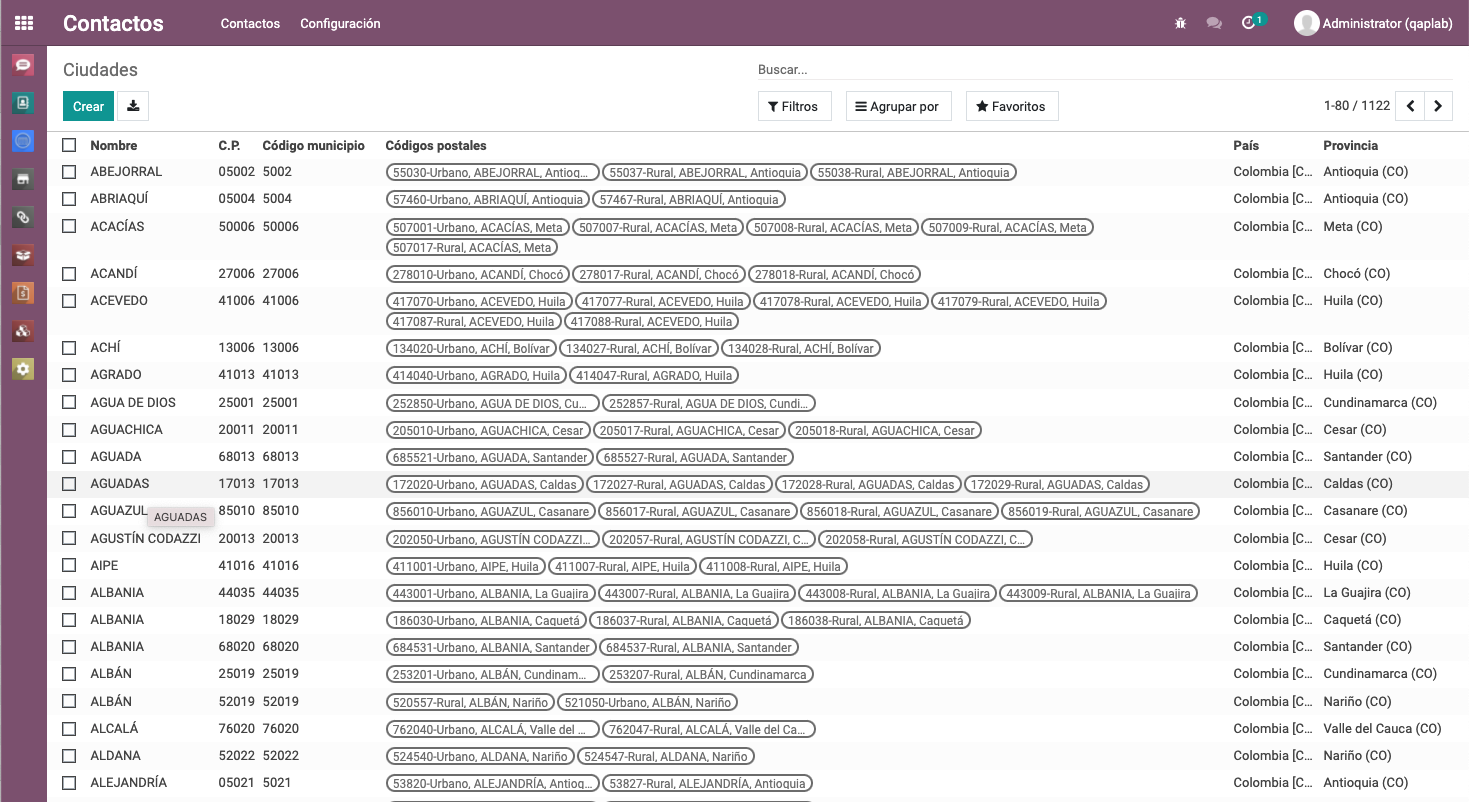 Contactos Contactos Configuración 1 Administrator (qaplab)
Ciudades Buscar...
Crear Filtros Agrupar por Favoritos 1-80 / 1122
Nombre C.P. Código municipio Códigos postales País Provincia
ABEJORRAL 05002 5002 55030-Urbano, ABEJORRAL, Antioq... 55037-Rural, ABEJORRAL, Antioquia 55038-Rural, ABEJORRAL, Antioquia Colombia [C... Antioquia (CO)
ABRIAQUÍ 05004 5004 57460-Urbano, ABRIAQUÍ, Antioquia 57467-Rural, ABRIAQUÍ, Antioquia Colombia [C... Antioquia (CO)
ACACÍAS 50006 50006 507001-Urbano, ACACÍAS, Meta 507007-Rural, ACACÍAS, Meta 507008-Rural, ACACÍAS, Meta 507009-Rural, ACACÍAS, Meta Colombia [C... Meta (CO)
507017-Rural, ACACÍAS, Meta
ACANDÍ 27006 27006 278010-Urbano, ACANDÍ, Chocó 278017-Rural, ACANDÍ, Chocó 278018-Rural, ACANDÍ, Chocó Colombia [C... Chocó (CO)
ACEVEDO 41006 41006 417070-Urbano, ACEVEDO, Huila 417077-Rural, ACEVEDO, Huila 417078-Rural, ACEVEDO, Huila 417079-Rural, ACEVEDO, Huila Colombia [C... Huila (CO)
417087-Rural, ACEVEDO, Huila 417088-Rural, ACEVEDO, Huila
ACHÍ 13006 13006 134020-Urbano, ACHÍ, Bolívar 134027-Rural, ACHÍ, Bolívar 134028-Rural, ACHÍ, Bolívar Colombia [C... Bolívar (CO)
AGRADO 41013 41013 414040-Urbano, AGRADO, Huila 414047-Rural, AGRADO, Huila Colombia [C... Huila (CO)
AGUA DE DIOS 25001 25001 252850-Urbano, AGUA DE DIOS, Cu... 252857-Rural, AGUA DE DIOS, Cundi... Colombia [C... Cundinamarca (CO)
AGUACHICA 20011 20011 205010-Urbano, AGUACHICA, Cesar 205017-Rural, AGUACHICA, Cesar 205018-Rural, AGUACHICA, Cesar Colombia [C... Cesar (CO)
AGUADA 68013 68013 685521-Urbano, AGUADA, Santander 685527-Rural, AGUADA, Santander Colombia [C... Santander (CO)
AGUADAS 17013 17013 172020-Urbano, AGUADAS, Caldas 172027-Rural, AGUADAS, Caldas 172028-Rural, AGUADAS, Caldas 172029-Rural, AGUADAS, Caldas Colombia [C... Caldas (CO)
AGUAZUL 85010 85010 856010-Urbano, AGUAZUL, Casanare 856017-Rural, AGUAZUL, Casanare 856018-Rural, AGUAZUL, Casanare 856019-Rural, AGUAZUL, Casanare Colombia [C... Casanare (CO)
AGUADAS
AGUSTÍN CODAZZI 20013 20013 202050-Urbano, AGUSTÍN CODAZZI... 202057-Rural, AGUSTÍN CODAZZI, C... 202058-Rural, AGUSTÍN CODAZZI, C... Colombia [C... Cesar (CO)
AIPE 41016 41016 411001-Urbano, AIPE, Huila 411007-Rural, AIPE, Huila 411008-Rural, AIPE, Huila Colombia [C... Huila (CO)
ALBANIA 44035 44035 443001-Urbano, ALBANIA, La Guajira 443007-Rural, ALBANIA, La Guajira 443008-Rural, ALBANIA, La Guajira 443009-Rural, ALBANIA, La Guajira Colombia [C... La Guajira (CO)
ALBANIA 18029 18029 186030-Urbano, ALBANIA, Caquetá 186037-Rural, ALBANIA, Caquetá 186038-Rural, ALBANIA, Caquetá Colombia [C... Caquetá (CO)
ALBANIA 68020 68020 684531-Urbano, ALBANIA, Santander 684537-Rural, ALBANIA, Santander Colombia [C... Santander (CO)
ALBÁN 25019 25019 253201-Urbano, ALBÁN, Cundinam... 253207-Rural, ALBÁN, Cundinamarca Colombia [C... Cundinamarca (CO)
ALBÁN 52019 52019 520557-Rural, ALBÁN, Nariño 521050-Urbano, ALBÁN, Nariño Colombia [C... Nariño (CO)
ALCALÁ 76020 76020 762040-Urbano, ALCALÁ, Valle del ... 762047-Rural, ALCALÁ, Valle del Ca... Colombia [C... Valle del Cauca (CO)
ALDANA 52022 52022 524540-Urbano, ALDANA, Nariño 524547-Rural, ALDANA, Nariño Colombia [C... Nariño (CO)
ALEJANDRÍA 05021 5021 53820-Urbano, ALEJANDRÍA, Antioq... 53827-Rural, ALEJANDRÍA, Antioquia Colombia [C... Antioquia (CO)